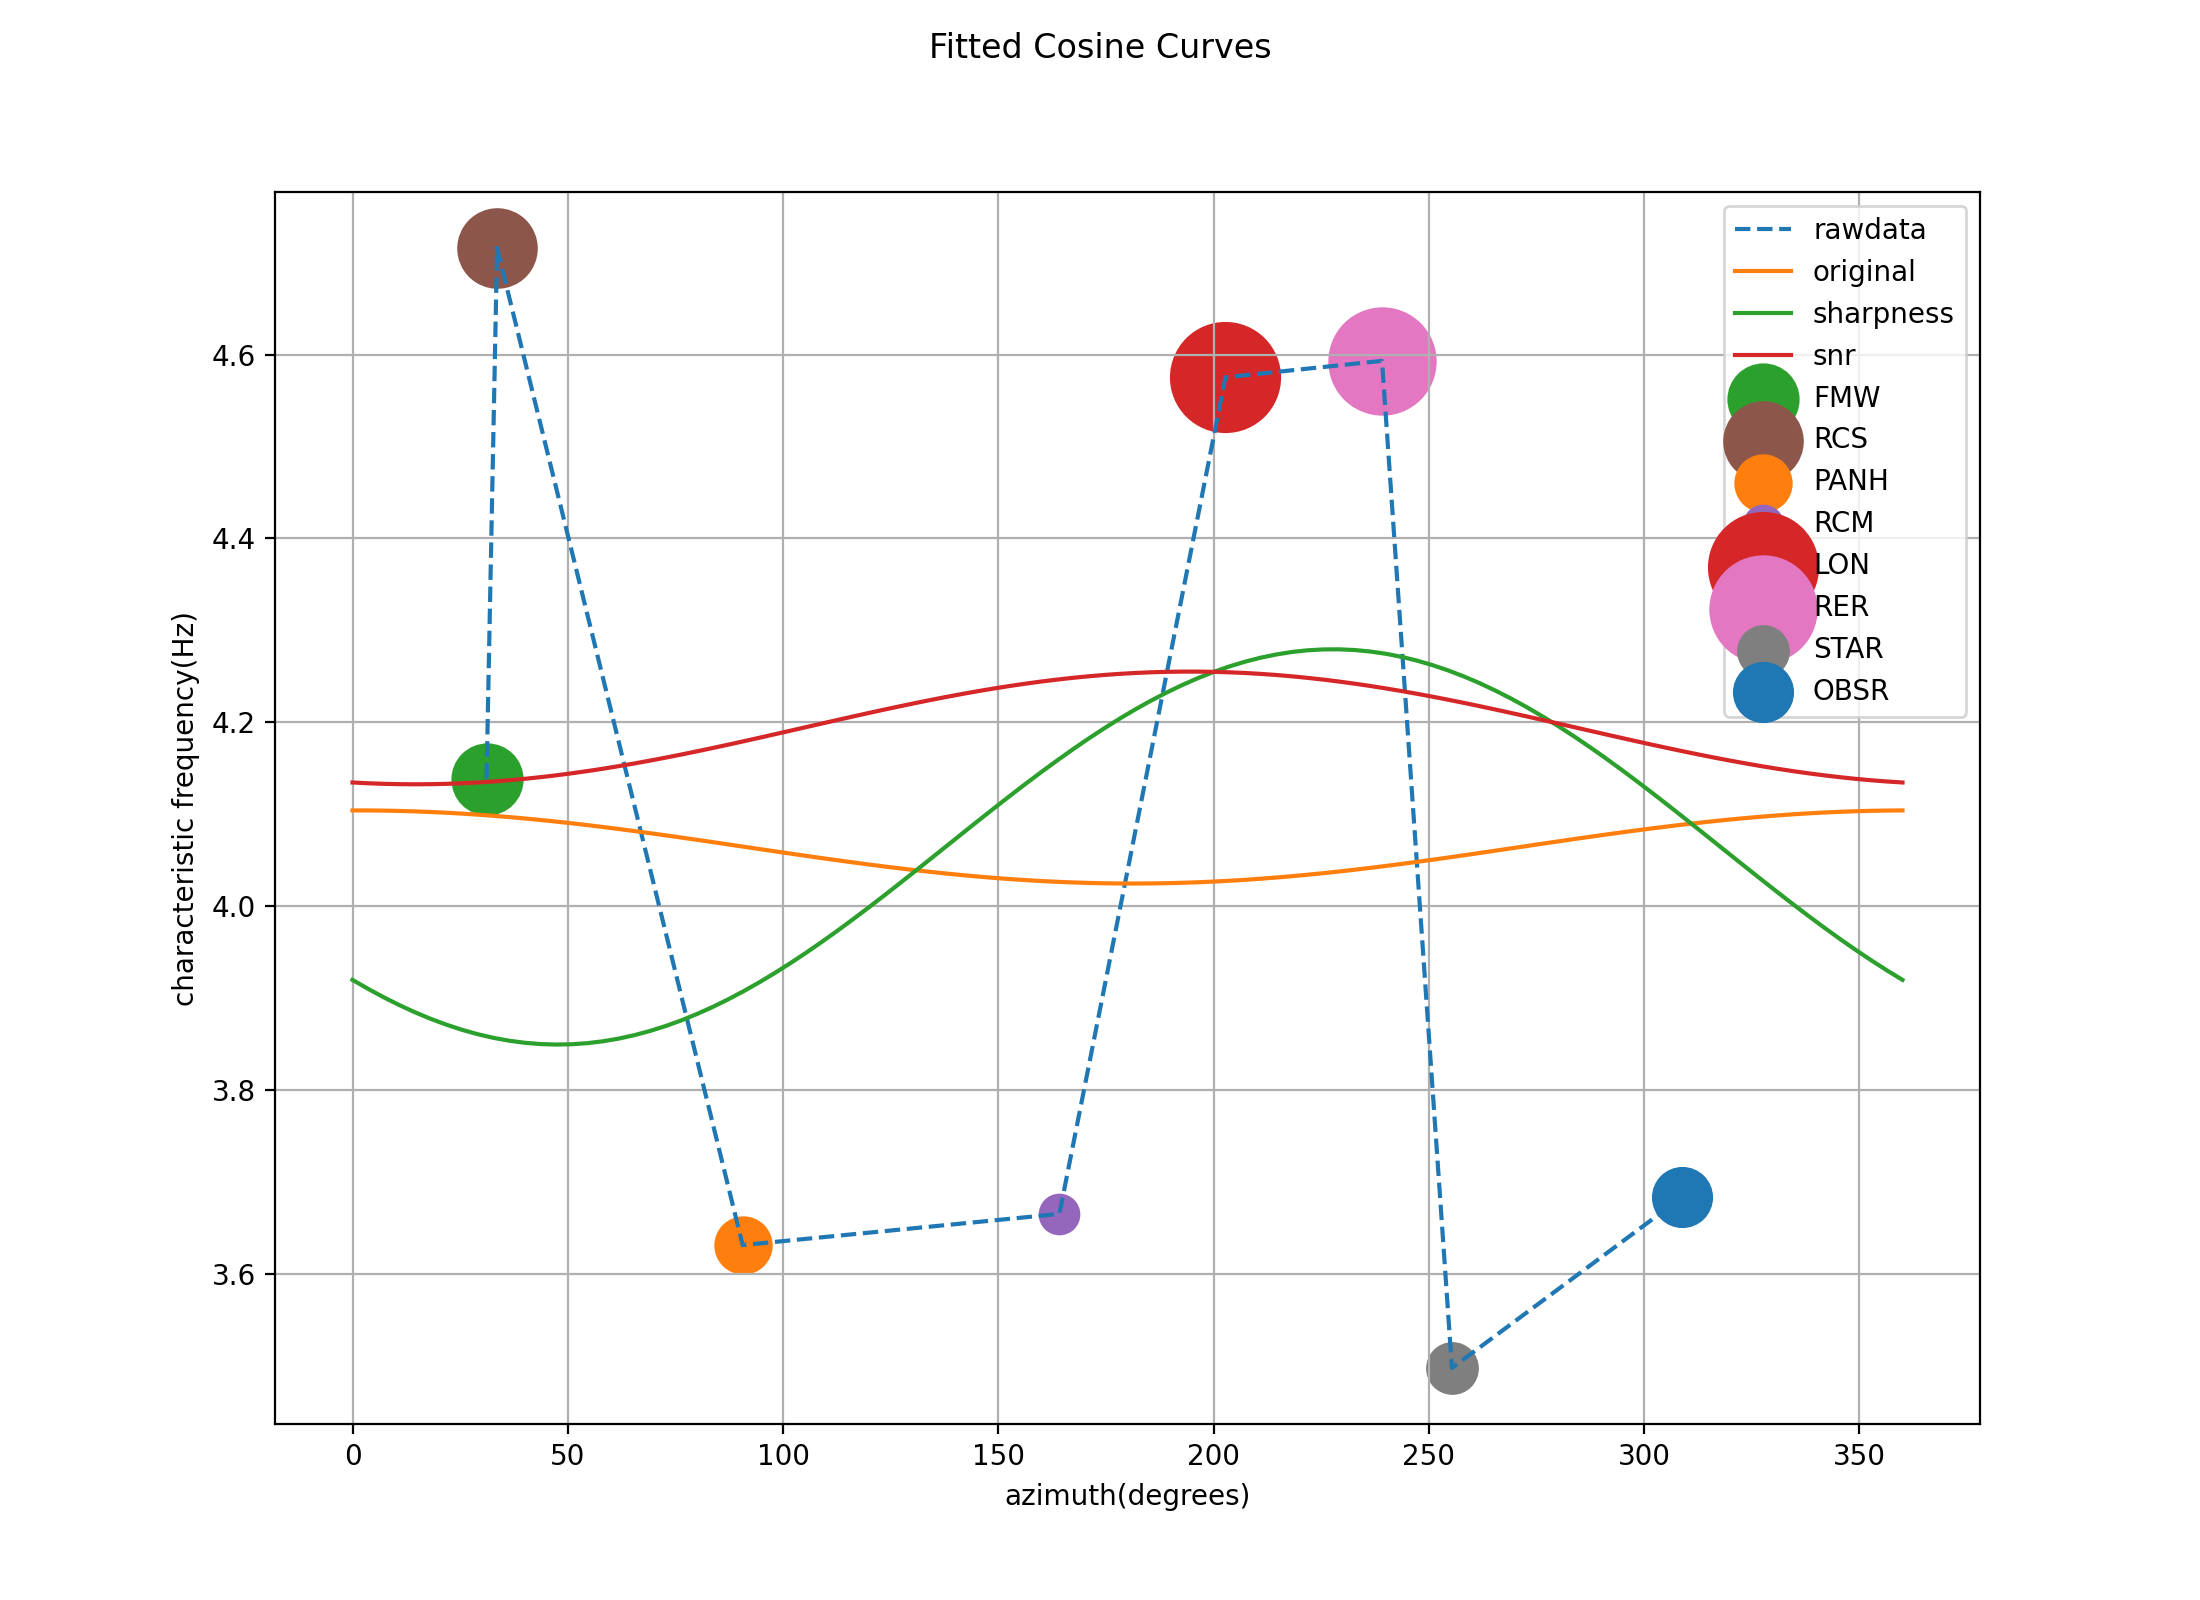 Fitted Cosine Curves
characteristic frequency(Hz)
4.6
4.4
4.2
4.0
3.8
3.6
rawdata
original
sharpness
snr
FMW
RCS
PANH
RCM
LON
RER
STAR
OBSR
0 50 100 150 200 250 300 350
azimuth(degrees)